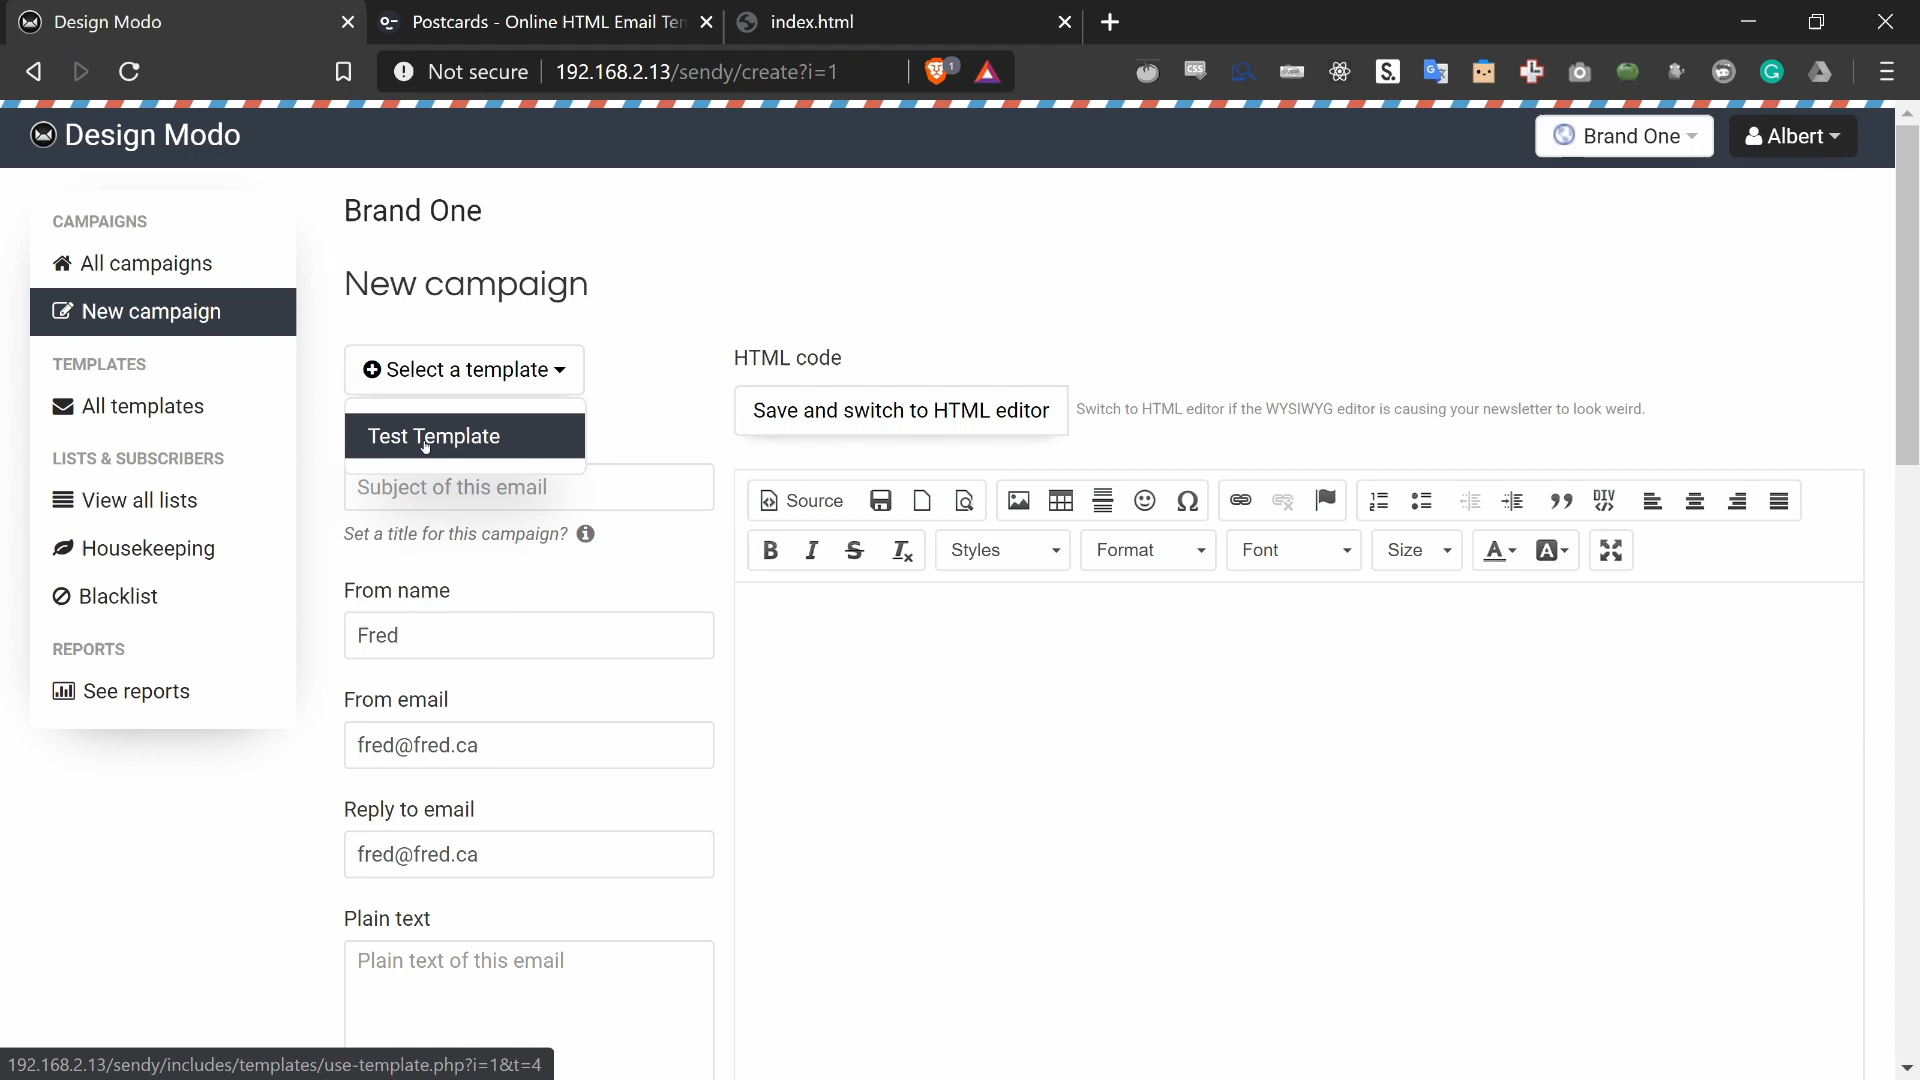 Design Modo
Postcards - Online HTML Email Ten
index.html
Not secure
192.168.2.13/sendy/create?i=1
1
Design Modo
Brand One
Albert
CAMPAIGNS
All campaigns
New campaign
TEMPLATES
All templates
LISTS & SUBSCRIBERS
View all lists
Housekeeping
Blacklist
REPORTS
See reports
Brand One
New campaign
Select a template
Test Template
Subject of this email
Set a title for this campaign?
From name
Fred
From email
fred@fred.ca
Reply to email
fred@fred.ca
Plain text
Plain text of this email
HTML code
Save and switch to HTML editor
Switch to HTML editor if the WYSIWYG editor is causing your newsletter to look weird.
Source
Styles
Format
Font
Size
192.168.2.13/sendy/includes/templates/use-template.php?i=1&t=4